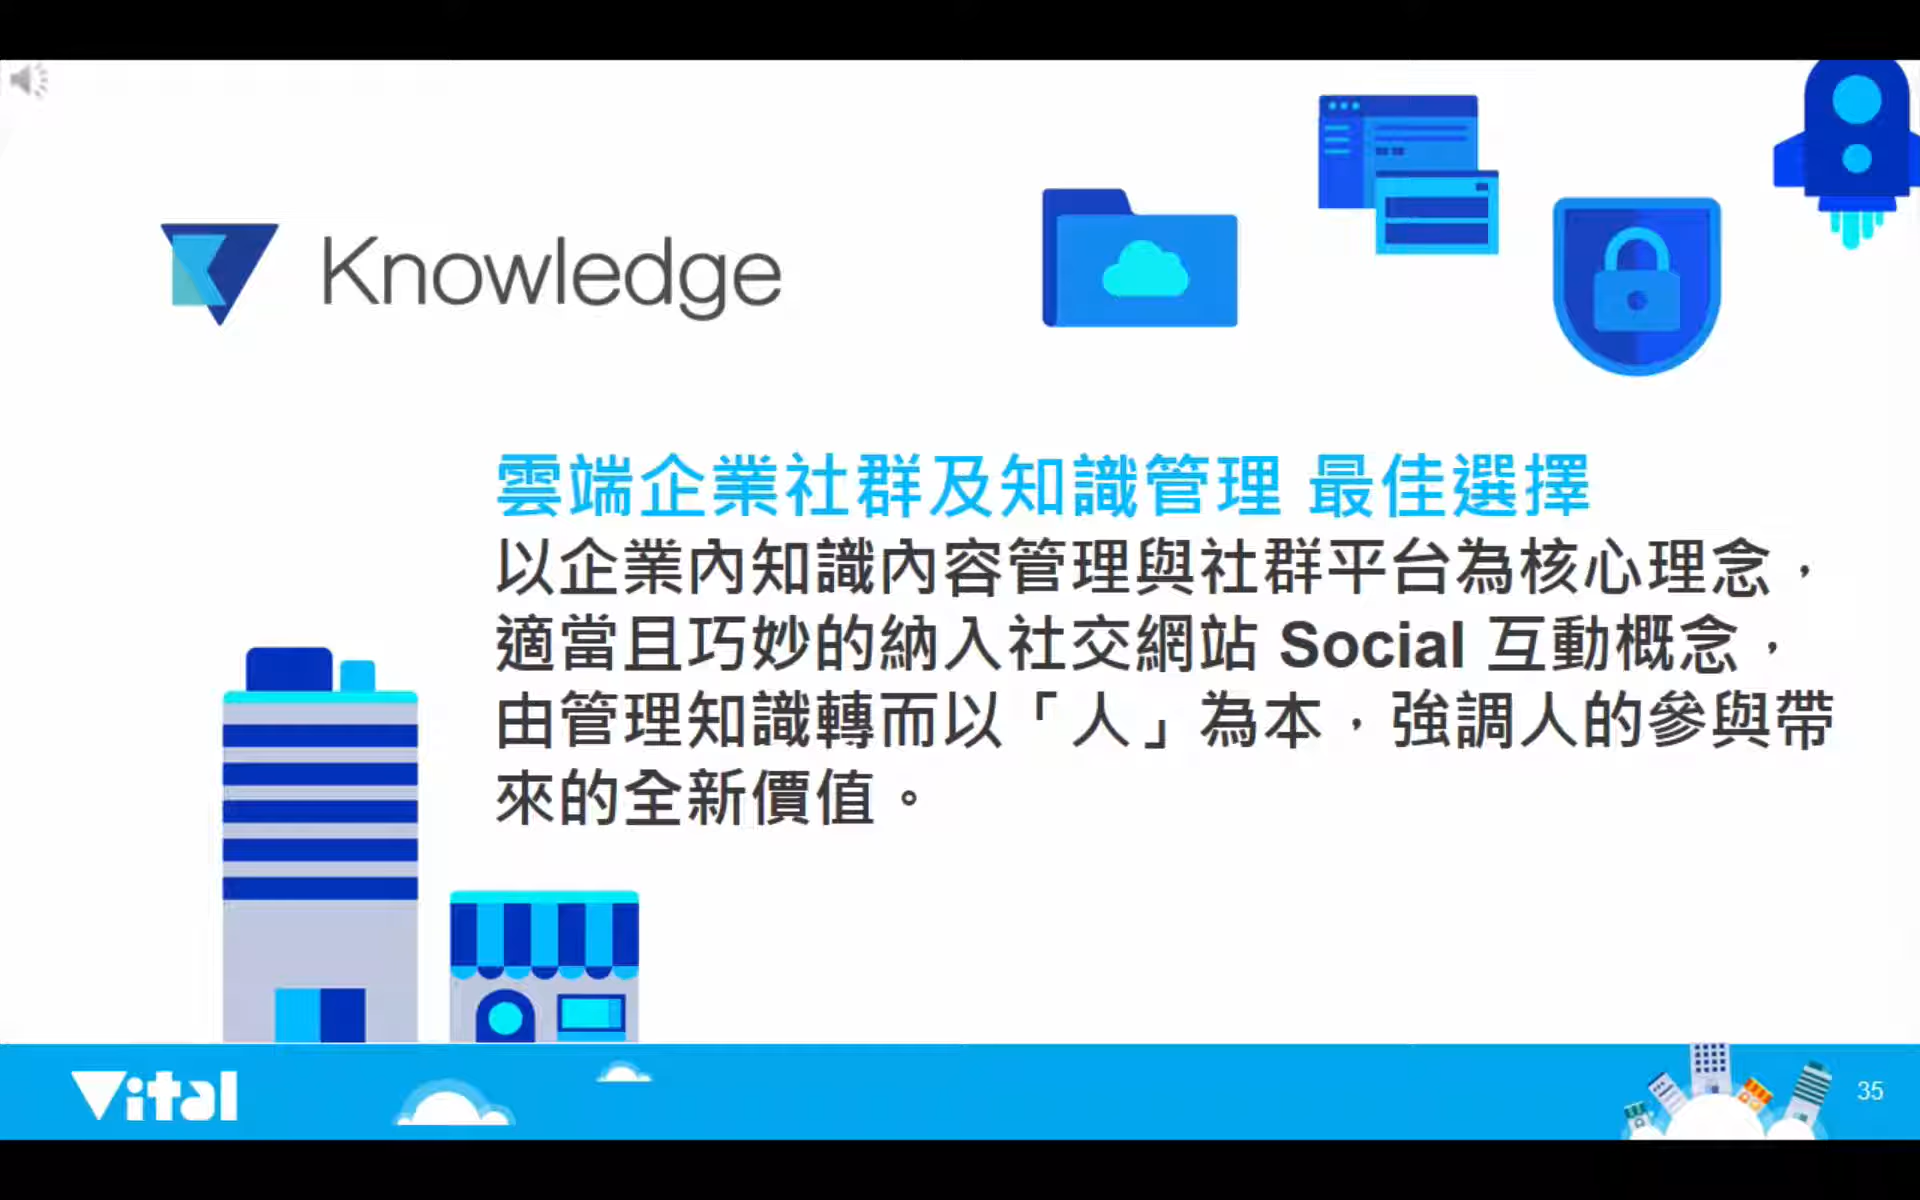 Knowledge
雲端企業社群及知識管理 最佳選擇
以企業內知識內容管理與社群平台為核心理念，
適當且巧妙的納入社交網站 Social 互動概念，
由管理知識轉而以「人」為本，強調人的參與帶
來的全新價值。
Vital
35